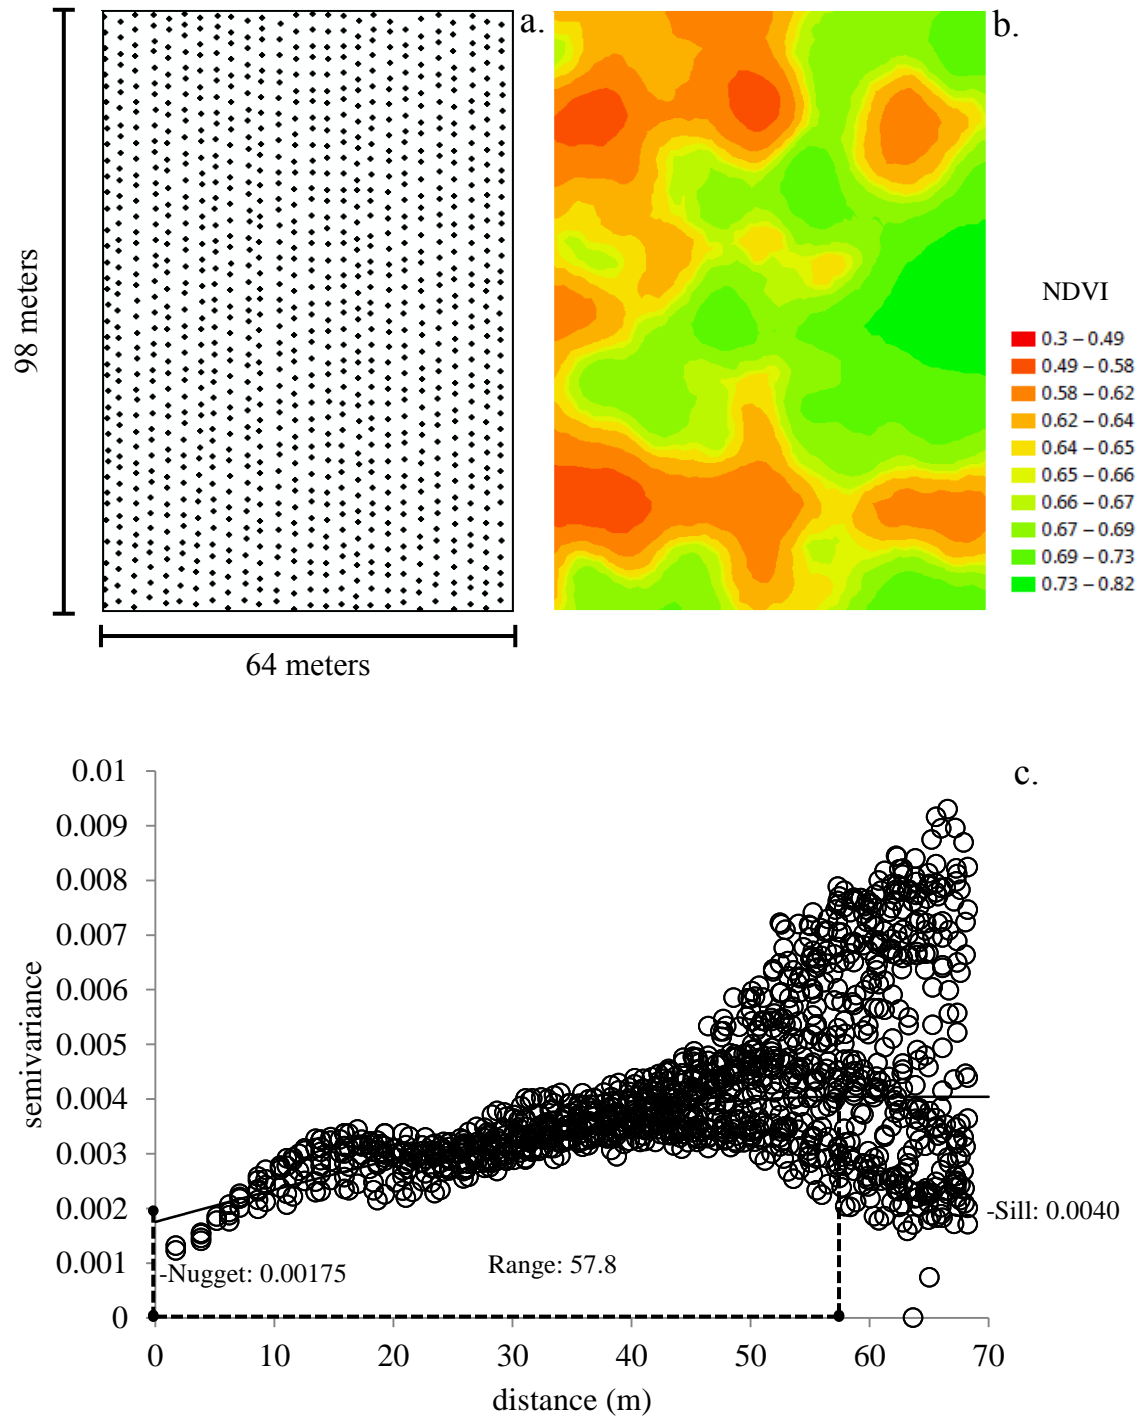 a.
b.
98 meters
64 meters
NDVI
0.3 – 0.49
0.49 – 0.58
0.58 – 0.62
0.62 – 0.64
0.64 – 0.65
0.65 – 0.66
0.66 – 0.67
0.67 – 0.69
0.69 – 0.73
0.73 – 0.82
c.
semivariance
0.01
0.009
0.008
0.007
0.006
0.005
0.004
0.003
0.002
0.001
0
-Sill: 0.0040
-Nugget: 0.00175
Range: 57.8
0 10 20 30 40 50 60 70
distance (m)